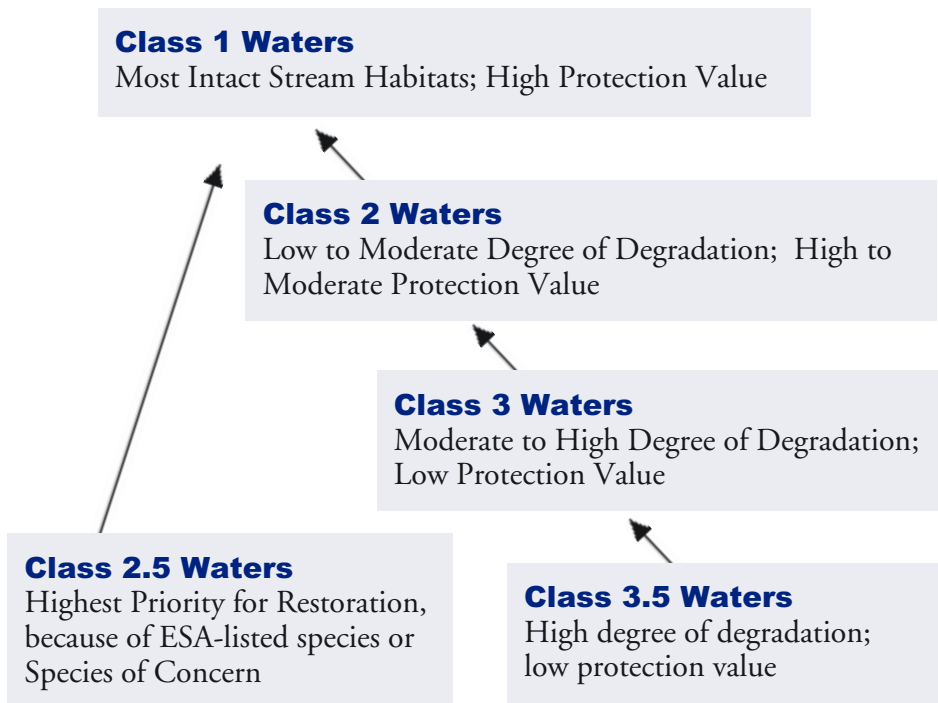 Class 1 Waters
Most Intact Stream Habitats; High Protection Value
Class 2 Waters
Low to Moderate Degree of Degradation;  High to
Moderate Protection Value
Class 3 Waters
Moderate to High Degree of Degradation;
Low Protection Value
Class 2.5 Waters
Highest Priority for Restoration,
because of ESA-listed species or
Species of Concern
Class 3.5 Waters
High degree of degradation;
low protection value